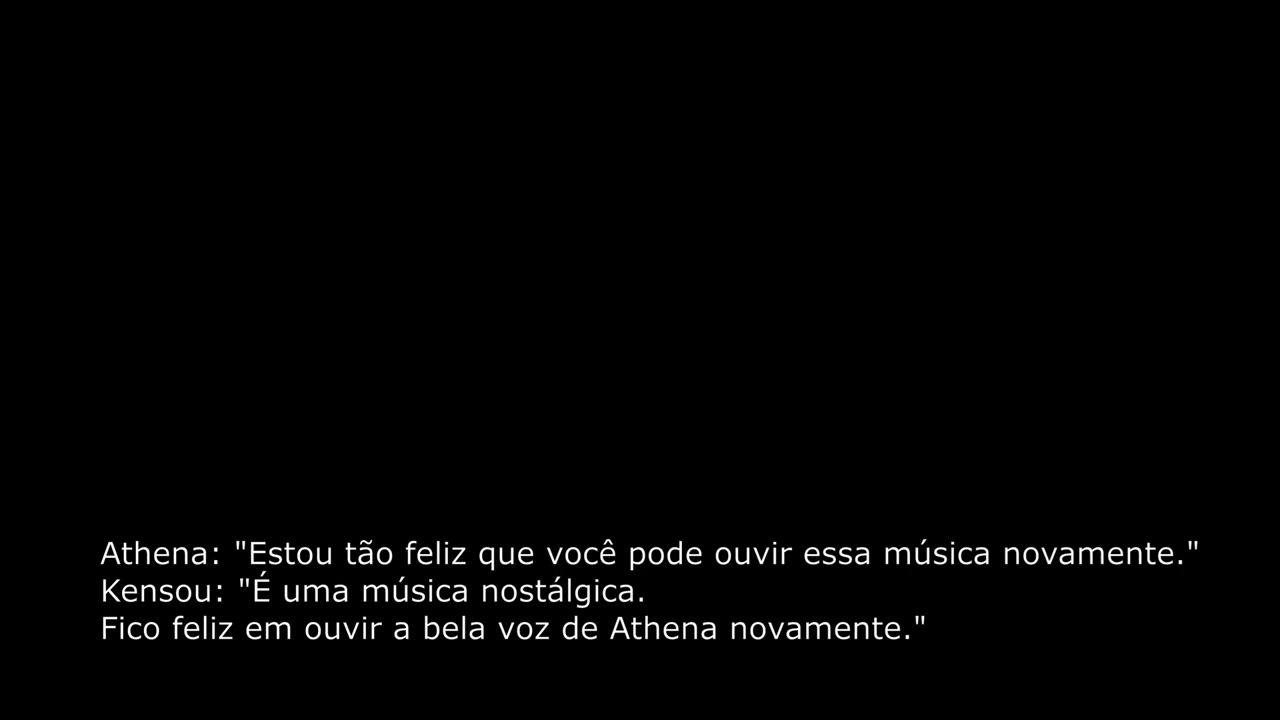 Athena: "Estou tão feliz que você pode ouvir essa música novamente."
Kensou: "É uma música nostálgica.
Fico feliz em ouvir a bela voz de Athena novamente."